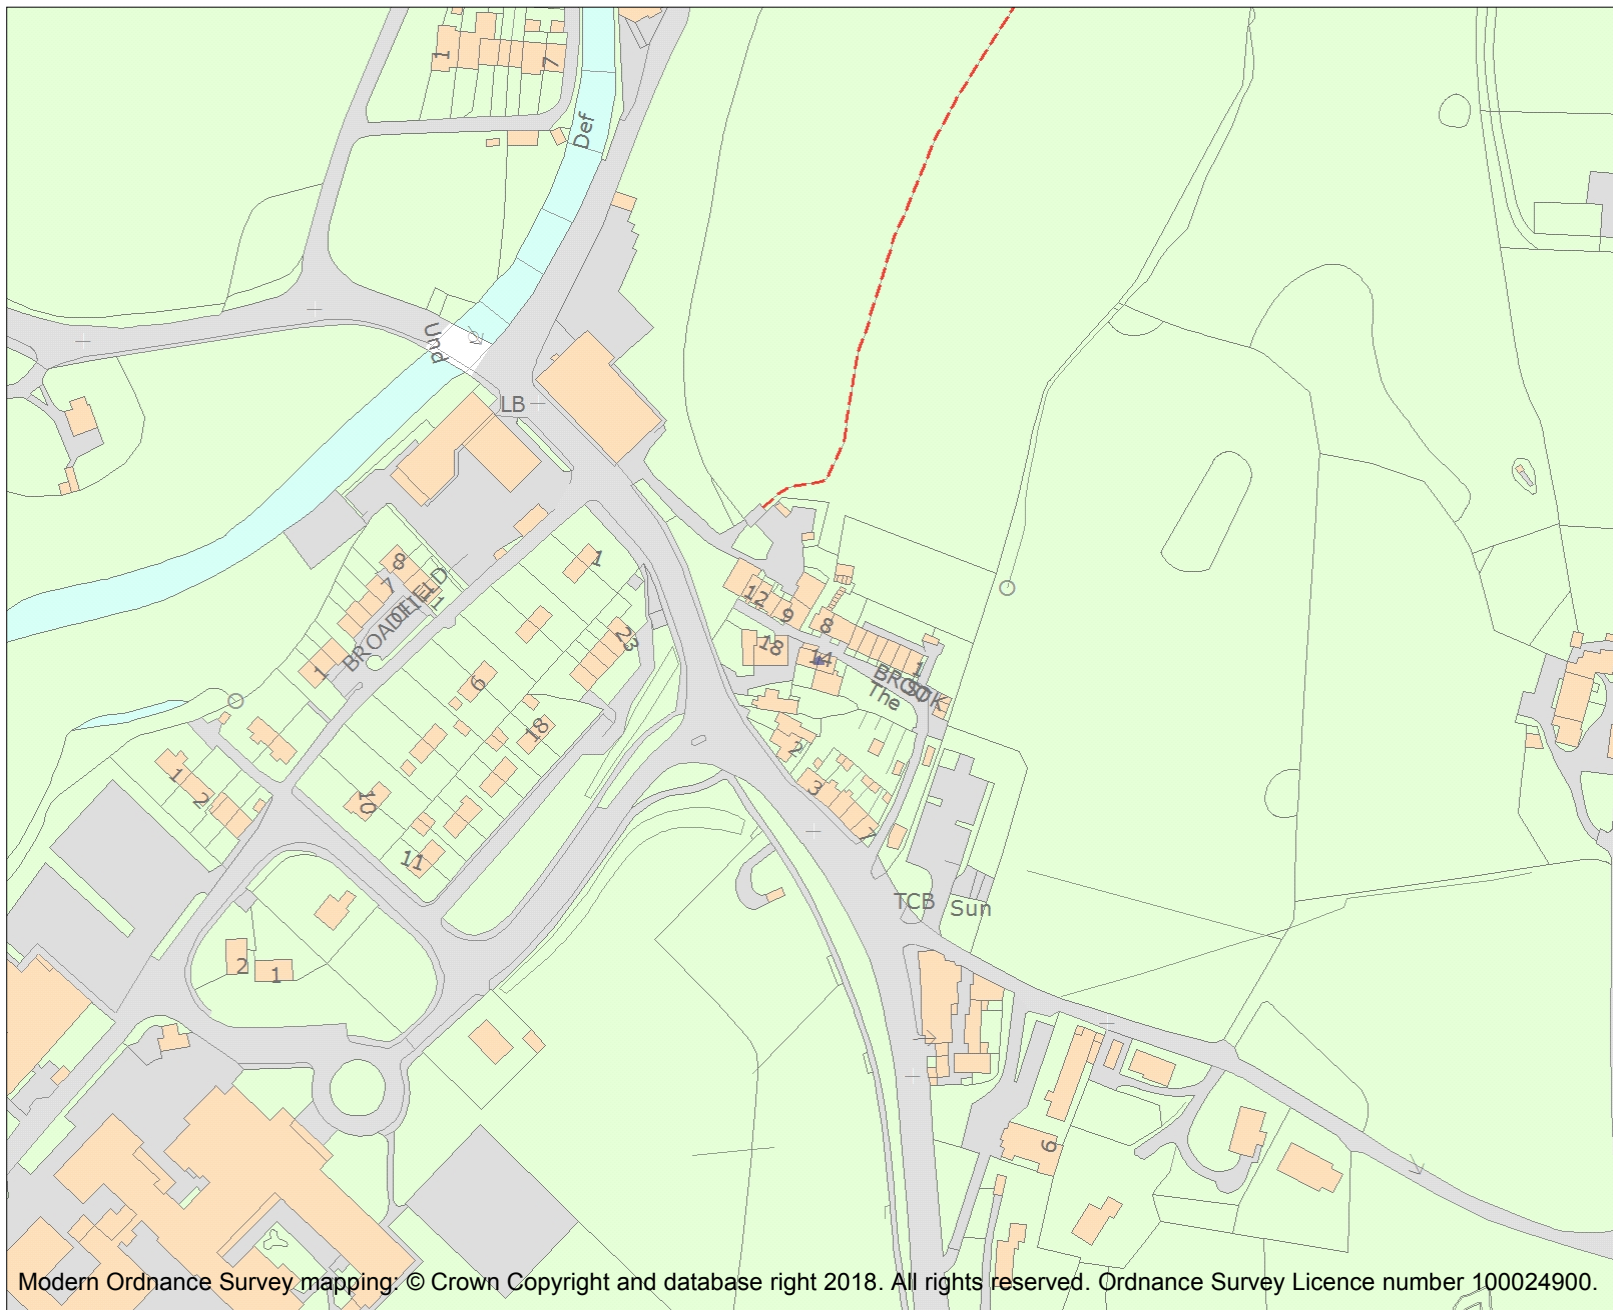 1
7
Def
Und
LB
8
7
11
BROADFIELD
1
1
23
6
18
10
11
1
2
2
1
12
9
8
18
14
1
BROOK
ST
The
2
3
7
TCB
Sun
6
Modern Ordnance Survey mapping: © Crown Copyright and database right 2018. All rights reserved. Ordnance Survey Licence number 100024900.